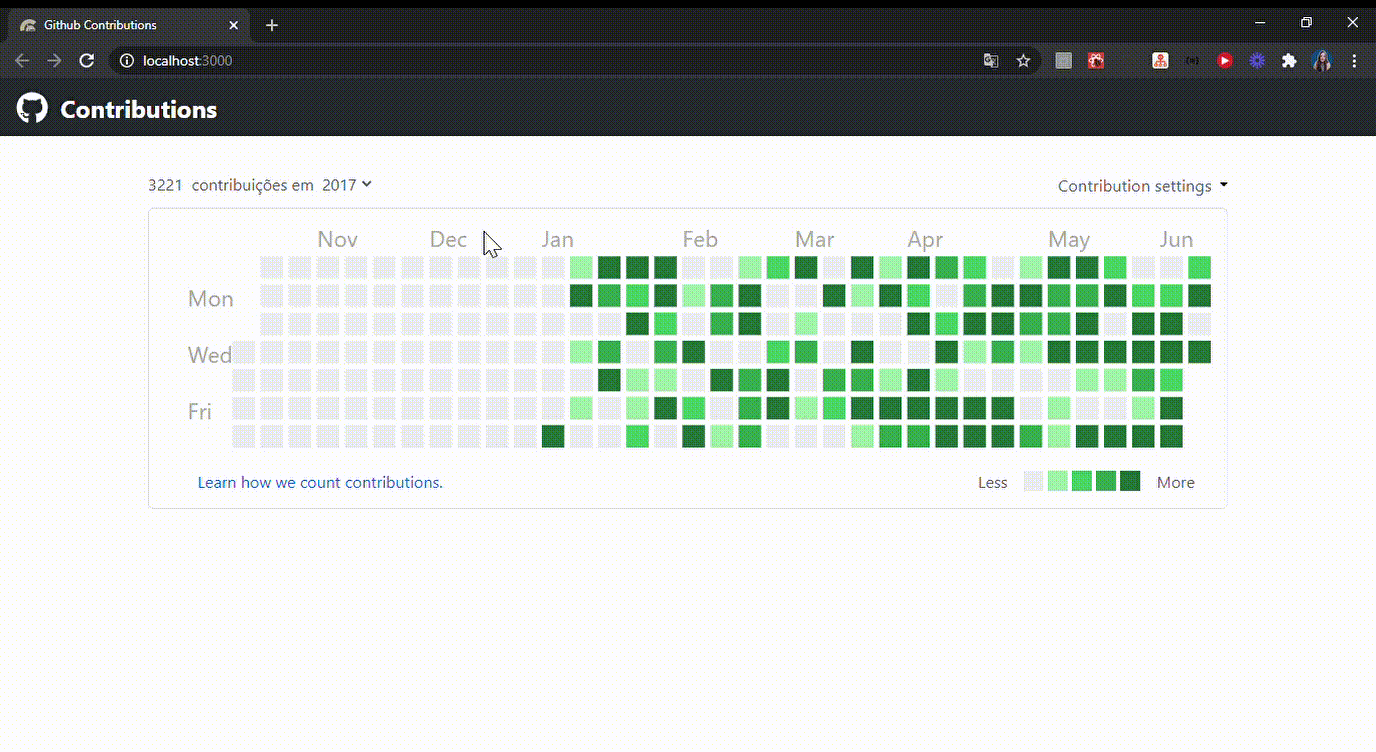 Github Contributions
localhost:3000
Contributions
3221 contribuições em 2017
Contribution settings
Nov Dec Jan Feb Mar Apr May Jun
Mon
Wed
Fri
Learn how we count contributions.
Less More